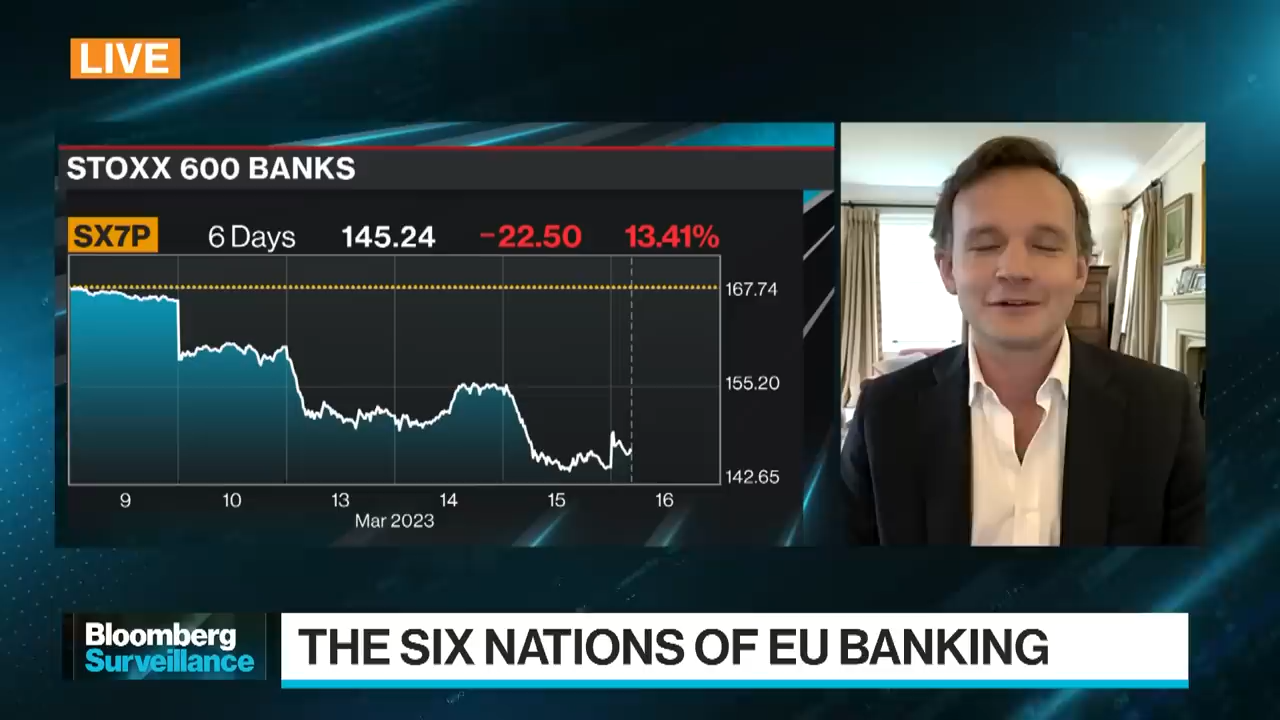 LIVE
STOXX 600 BANKS
SX7P 6 Days 145.24 −22.50 13.41%
167.74
155.20
142.65
9 10 13 14 15 16
Mar 2023
Bloomberg
Surveillance
THE SIX NATIONS OF EU BANKING